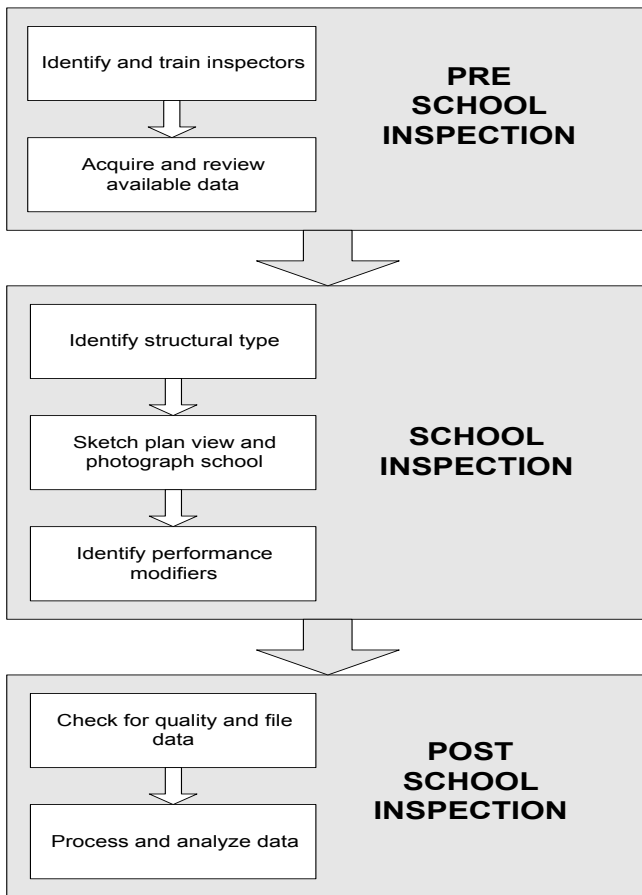 Identify and train inspectors
Acquire and review
available data
PRE
SCHOOL
INSPECTION
Identify structural type
Sketch plan view and
photograph school
Identify performance
modifiers
SCHOOL
INSPECTION
Check for quality and file
data
Process and analyze data
POST
SCHOOL
INSPECTION